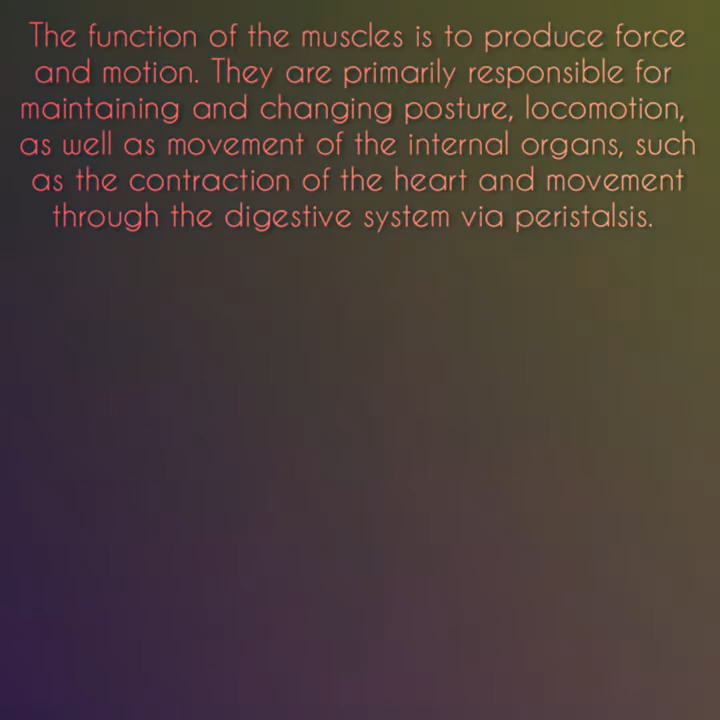 The function of the muscles is to produce force
and motion. They are primarily responsible for
maintaining and changing posture, locomotion,
as well as movement of the internal organs, such
as the contraction of the heart and movement
through the digestive system via peristalsis.